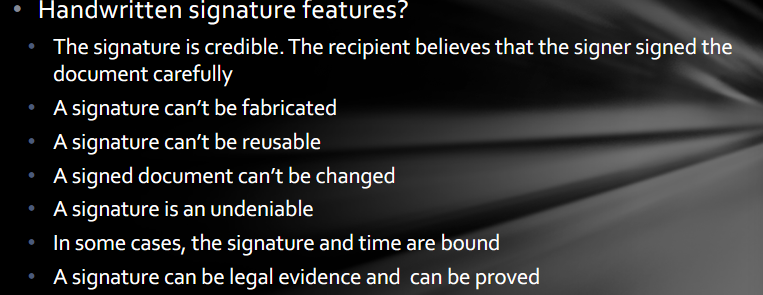 Handwritten signature features?
The signature is credible. The recipient believes that the signer signed the
document carefully
A signature can't be fabricated
A signature can't be reusable
A signed document can't be changed
A signature is an undeniable
In some cases, the signature and time are bound
A signature can be legal evidence and  can be proved